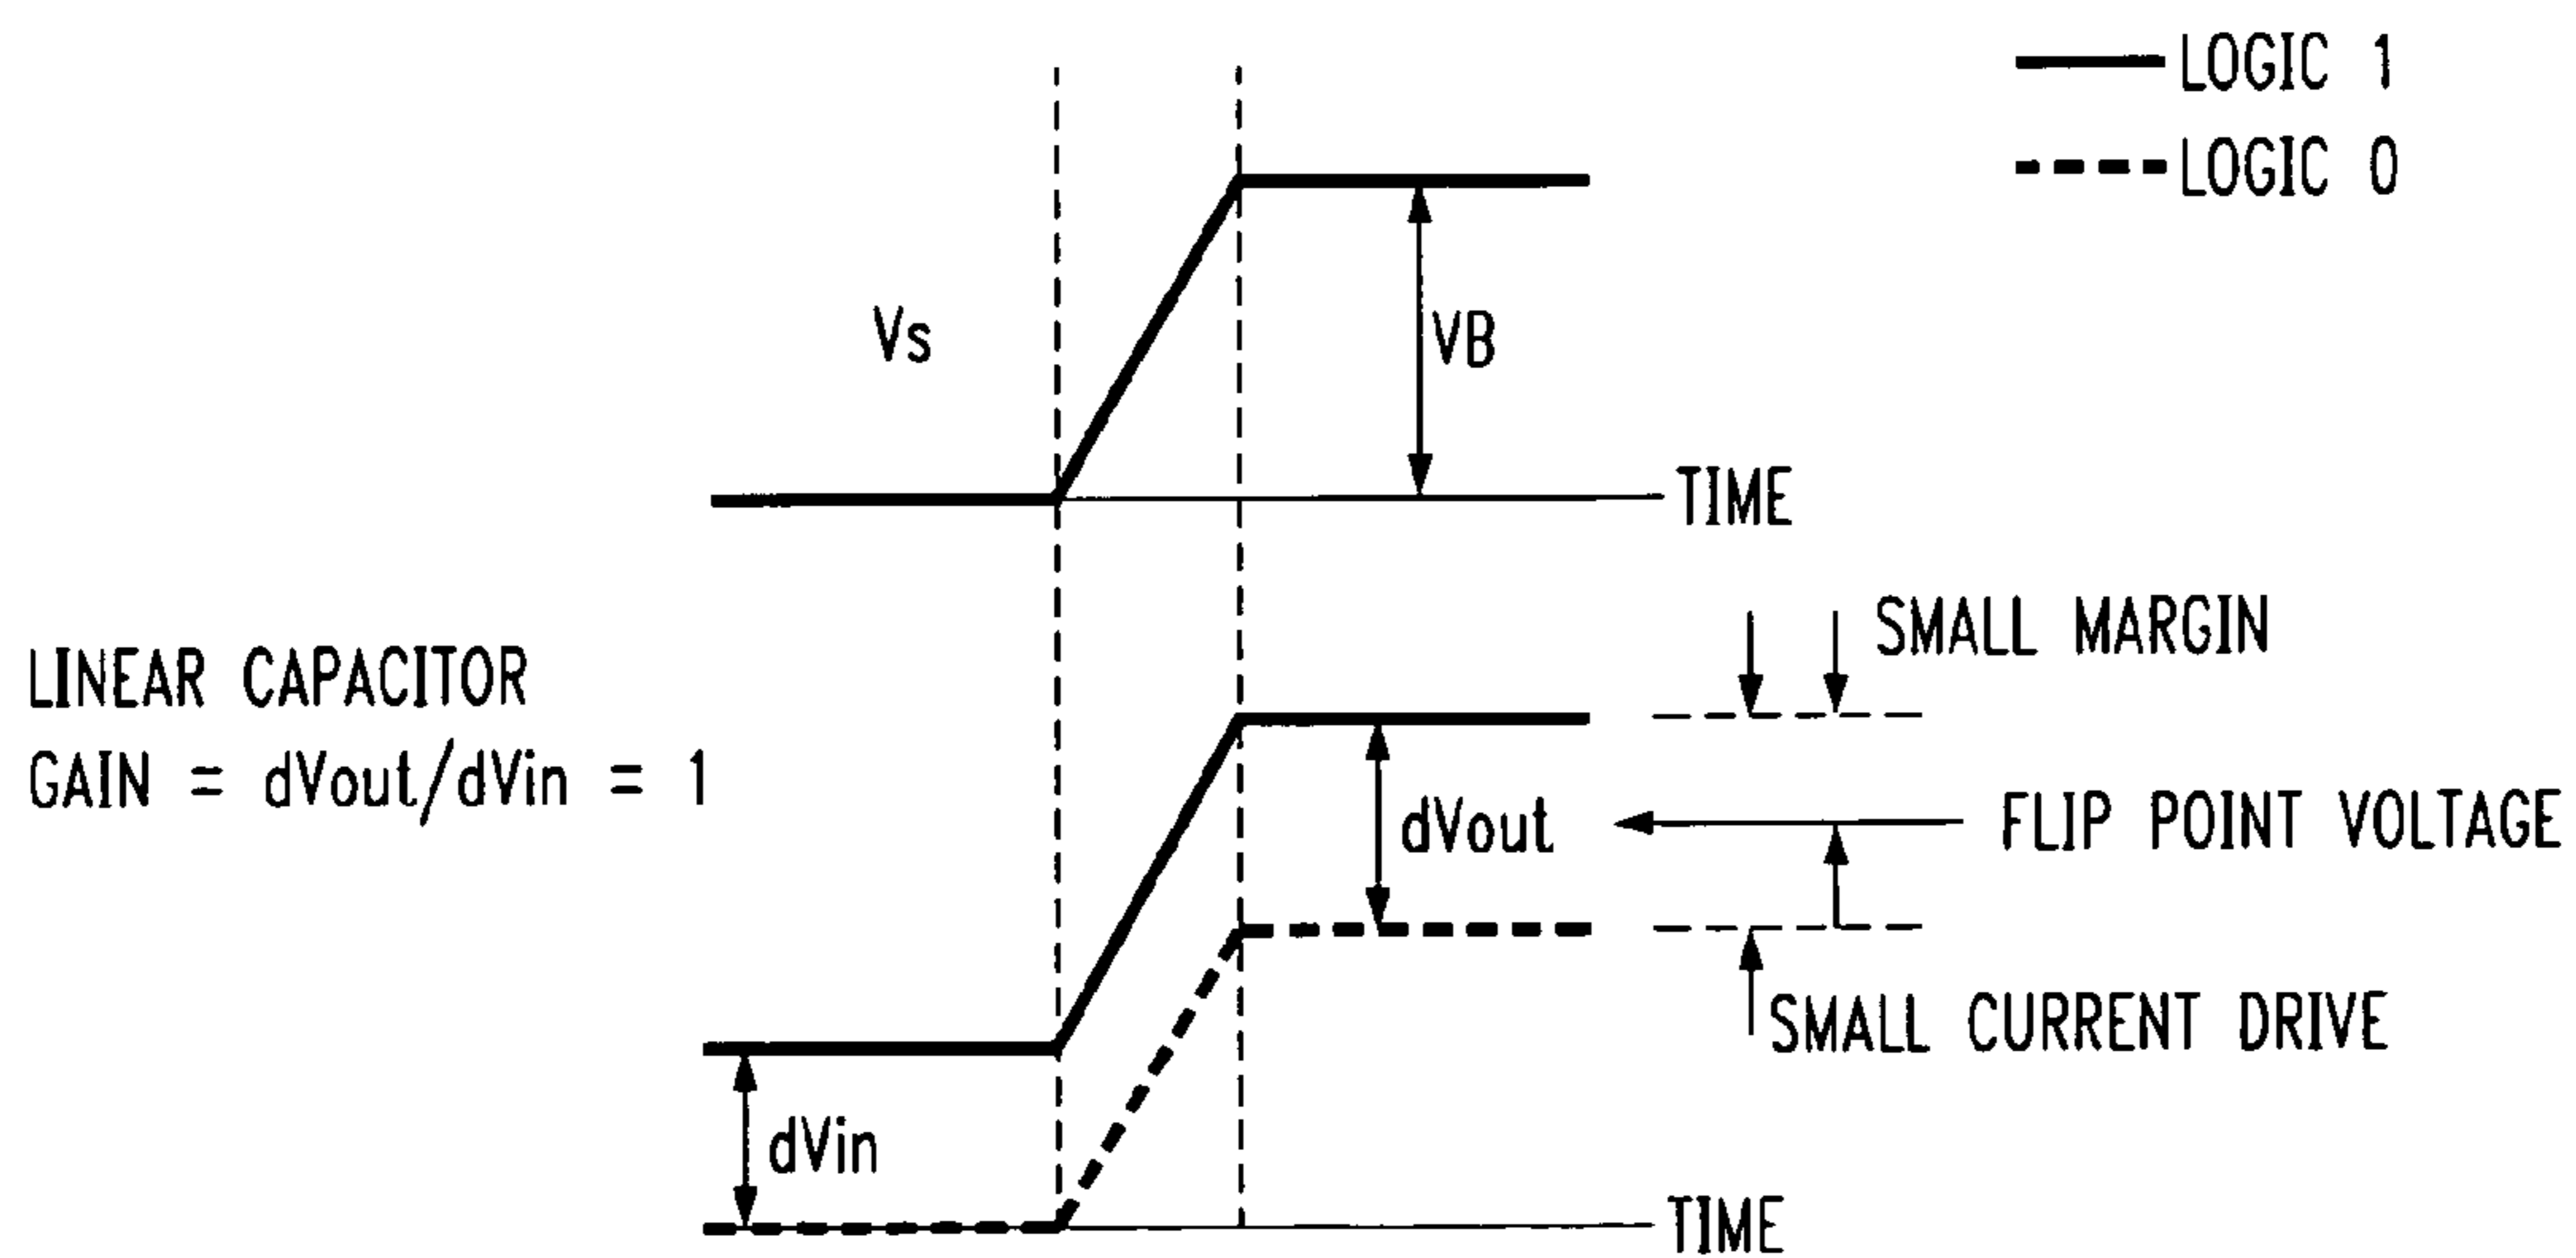 LOGIC 1
LOGIC 0
Vs
VB
TIME
SMALL MARGIN
LINEAR CAPACITOR
GAIN = dVout/dVin = 1
dVout
FLIP POINT VOLTAGE
SMALL CURRENT DRIVE
dVin
TIME